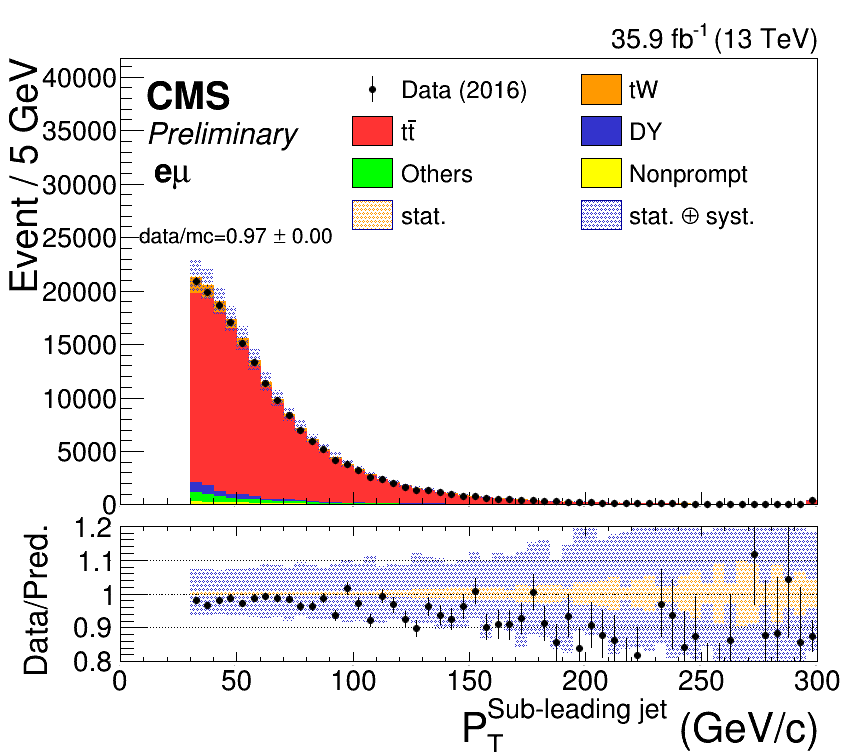 35.9 fb⁻¹ (13 TeV)
Event / 5 GeV
40000
35000
30000
25000
20000
15000
10000
5000
0
CMS
Preliminary
eμ
data/mc=0.97 ± 0.00
Data (2016)
tW
tt̄
DY
Others
Nonprompt
stat.
stat. ⊕ syst.
Data/Pred.
1.2
1.1
1
0.9
0.8
0 50 100 150 200 250 300
P_T^Sub-leading jet (GeV/c)